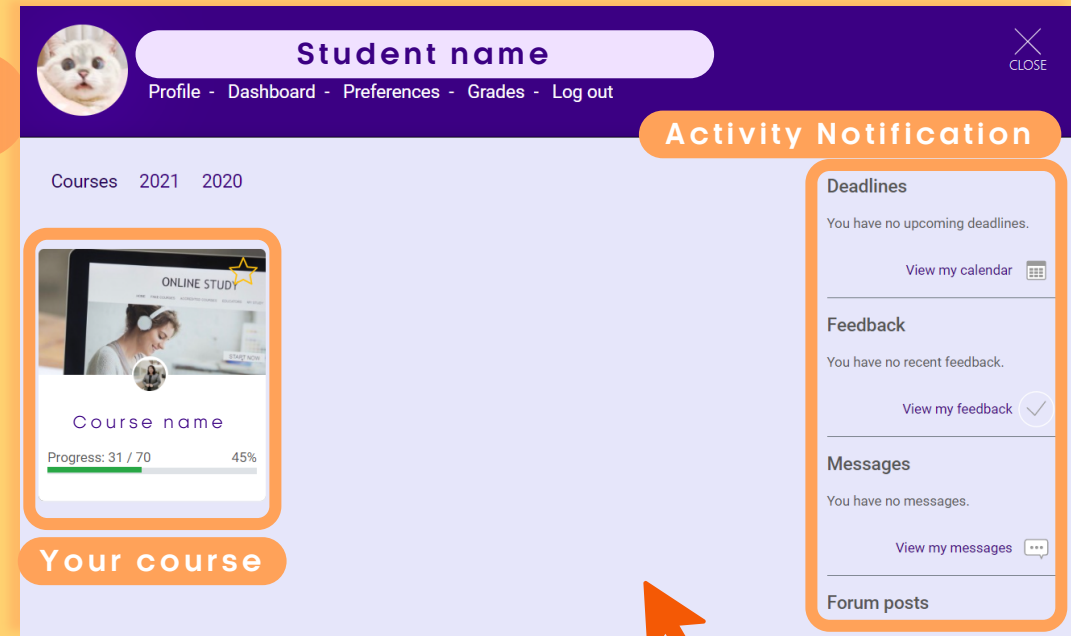 Student name
CLOSE
Profile - Dashboard - Preferences - Grades - Log out
Activity Notification
Courses 2021 2020
Deadlines
You have no upcoming deadlines.
View my calendar
ONLINE STUDY
START NOW
Course name
Progress: 31 / 70 45%
Your course
Feedback
You have no recent feedback.
View my feedback
Messages
You have no messages.
View my messages
Forum posts